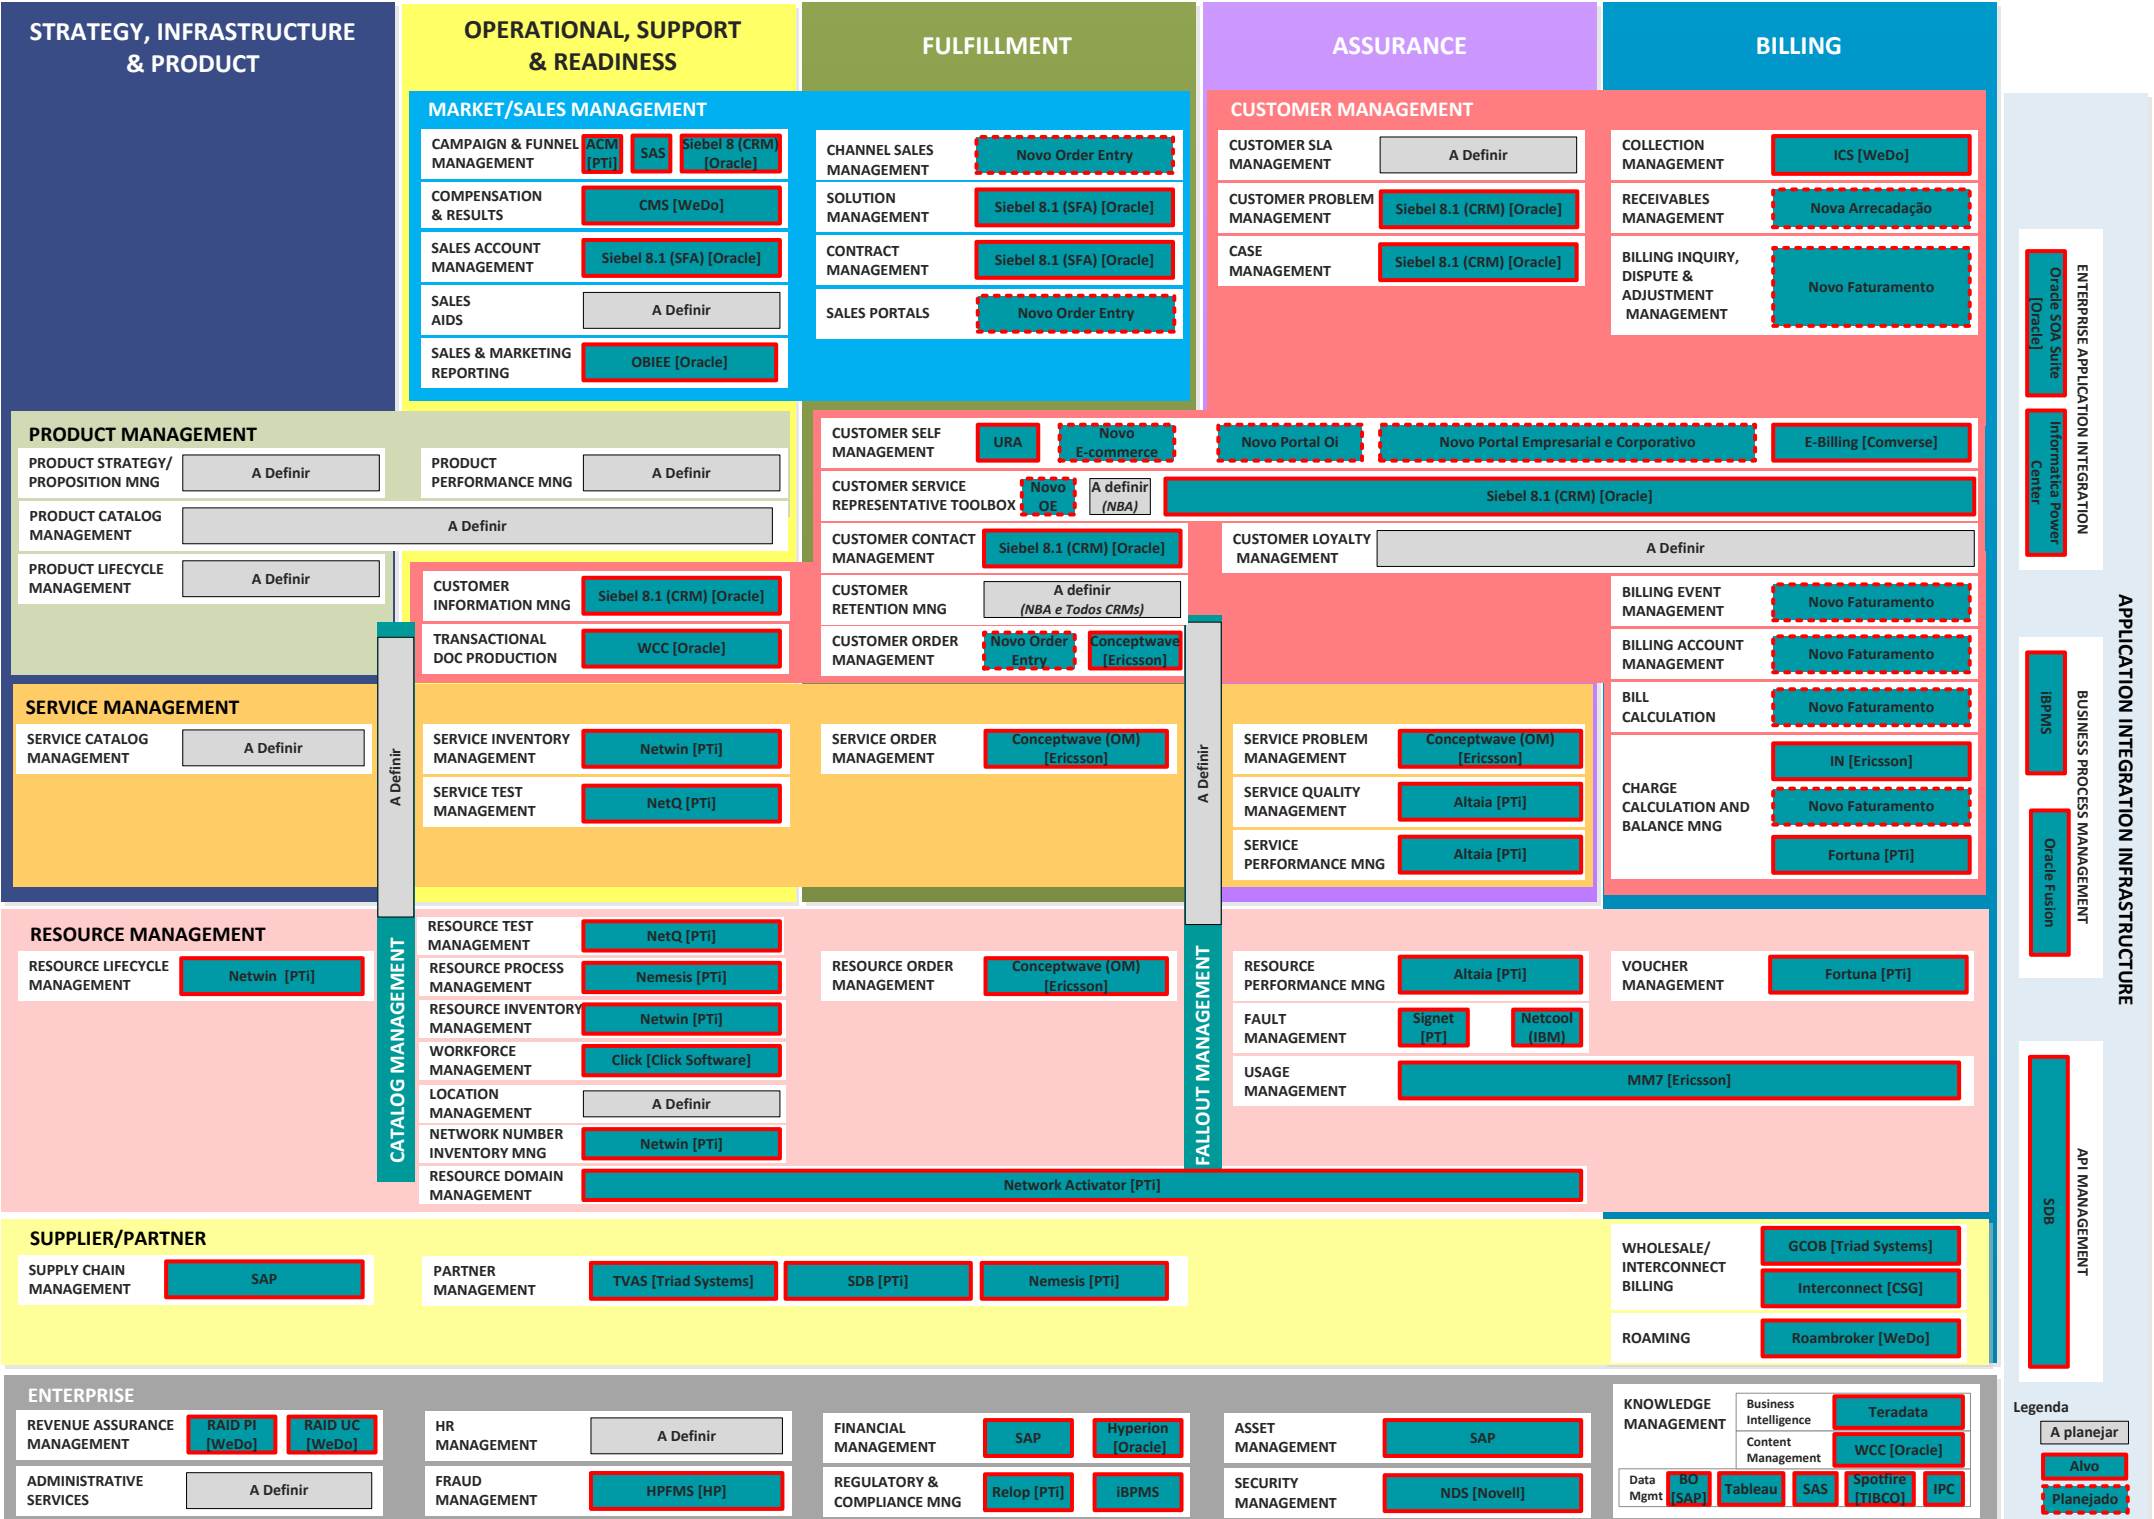 STRATEGY, INFRASTRUCTURE
& PRODUCT
OPERATIONAL, SUPPORT
& READINESS
FULFILLMENT
ASSURANCE
BILLING
MARKET/SALES MANAGEMENT
CAMPAIGN & FUNNEL
MANAGEMENT
ACM
[PTi]
SAS
Siebel 8 (CRM)
[Oracle]
COMPENSATION
& RESULTS
CMS [WeDo]
SALES ACCOUNT
MANAGEMENT
Siebel 8.1 (SFA) [Oracle]
SALES
AIDS
A Definir
SALES & MARKETING
REPORTING
OBIEE [Oracle]
CHANNEL SALES
MANAGEMENT
Novo Order Entry
SOLUTION
MANAGEMENT
Siebel 8.1 (SFA) [Oracle]
CONTRACT
MANAGEMENT
Siebel 8.1 (SFA) [Oracle]
SALES PORTALS
Novo Order Entry
CUSTOMER MANAGEMENT
CUSTOMER SLA
MANAGEMENT
A Definir
CUSTOMER PROBLEM
MANAGEMENT
Siebel 8.1 (CRM) [Oracle]
CASE
MANAGEMENT
Siebel 8.1 (CRM) [Oracle]
COLLECTION
MANAGEMENT
ICS [WeDo]
RECEIVABLES
MANAGEMENT
Nova Arrecadação
BILLING INQUIRY,
DISPUTE &
ADJUSTMENT
MANAGEMENT
Novo Faturamento
PRODUCT MANAGEMENT
PRODUCT STRATEGY/
PROPOSITION MNG
A Definir
PRODUCT
PERFORMANCE MNG
A Definir
PRODUCT CATALOG
MANAGEMENT
A Definir
PRODUCT LIFECYCLE
MANAGEMENT
A Definir
CUSTOMER SELF
MANAGEMENT
URA
Novo
E-commerce
Novo Portal Oi
Novo Portal Empresarial e Corporativo
E-Billing [Comverse]
CUSTOMER SERVICE
REPRESENTATIVE TOOLBOX
Novo
OE
A definir
(NBA)
Siebel 8.1 (CRM) [Oracle]
CUSTOMER CONTACT
MANAGEMENT
Siebel 8.1 (CRM) [Oracle]
CUSTOMER LOYALTY
MANAGEMENT
A Definir
CUSTOMER
INFORMATION MNG
Siebel 8.1 (CRM) [Oracle]
CUSTOMER
RETENTION MNG
A definir
(NBA e Todos CRMs)
TRANSACTIONAL
DOC PRODUCTION
WCC [Oracle]
CUSTOMER ORDER
MANAGEMENT
Novo Order
Entry
Conceptwave
[Ericsson]
BILLING EVENT
MANAGEMENT
Novo Faturamento
BILLING ACCOUNT
MANAGEMENT
Novo Faturamento
BILL
CALCULATION
Novo Faturamento
CHARGE
CALCULATION AND
BALANCE MNG
IN [Ericsson]
Novo Faturamento
Fortuna [PTi]
SERVICE MANAGEMENT
SERVICE CATALOG
MANAGEMENT
A Definir
A Definir
CATALOG MANAGEMENT
SERVICE INVENTORY
MANAGEMENT
Netwin [PTi]
SERVICE TEST
MANAGEMENT
NetQ [PTi]
SERVICE ORDER
MANAGEMENT
Conceptwave (OM)
[Ericsson]
A Definir
FALLOUT MANAGEMENT
SERVICE PROBLEM
MANAGEMENT
Conceptwave (OM)
[Ericsson]
SERVICE QUALITY
MANAGEMENT
Altaia [PTi]
SERVICE
PERFORMANCE MNG
Altaia [PTi]
RESOURCE MANAGEMENT
RESOURCE LIFECYCLE
MANAGEMENT
Netwin [PTi]
RESOURCE TEST
MANAGEMENT
NetQ [PTi]
RESOURCE PROCESS
MANAGEMENT
Nemesis [PTi]
RESOURCE INVENTORY
MANAGEMENT
Netwin [PTi]
WORKFORCE
MANAGEMENT
Click [Click Software]
LOCATION
MANAGEMENT
A Definir
NETWORK NUMBER
INVENTORY MNG
Netwin [PTi]
RESOURCE DOMAIN
MANAGEMENT
Network Activator [PTi]
RESOURCE ORDER
MANAGEMENT
Conceptwave (OM)
[Ericsson]
RESOURCE
PERFORMANCE MNG
Altaia [PTi]
FAULT
MANAGEMENT
Signet
[PT]
Netcool
(IBM)
USAGE
MANAGEMENT
MM7 [Ericsson]
VOUCHER
MANAGEMENT
Fortuna [PTi]
SUPPLIER/PARTNER
SUPPLY CHAIN
MANAGEMENT
SAP
PARTNER
MANAGEMENT
TVAS [Triad Systems]
SDB [PTi]
Nemesis [PTi]
WHOLESALE/
INTERCONNECT
BILLING
GCOB [Triad Systems]
Interconnect [CSG]
ROAMING
Roambroker [WeDo]
ENTERPRISE
REVENUE ASSURANCE
MANAGEMENT
RAID PI
[WeDo]
RAID UC
[WeDo]
ADMINISTRATIVE
SERVICES
A Definir
HR
MANAGEMENT
A Definir
FRAUD
MANAGEMENT
HPFMS [HP]
FINANCIAL
MANAGEMENT
SAP
Hyperion
[Oracle]
REGULATORY &
COMPLIANCE MNG
Relop [PTi]
iBPMS
ASSET
MANAGEMENT
SAP
SECURITY
MANAGEMENT
NDS [Novell]
KNOWLEDGE
MANAGEMENT
Business
Intelligence
Teradata
Content
Management
WCC [Oracle]
Data
Mgmt
BO
[SAP]
Tableau
SAS
Spotfire
[TIBCO]
IPC
APPLICATION INTEGRATION INFRASTRUCTURE
ENTERPRISE APPLICATION INTEGRATION
Oracle SOA Suite
[Oracle]
Informatica Power
Center
BUSINESS PROCESS MANAGEMENT
iBPMS
Oracle Fusion
API MANAGEMENT
SDB
Legenda
A planejar
Alvo
Planejado